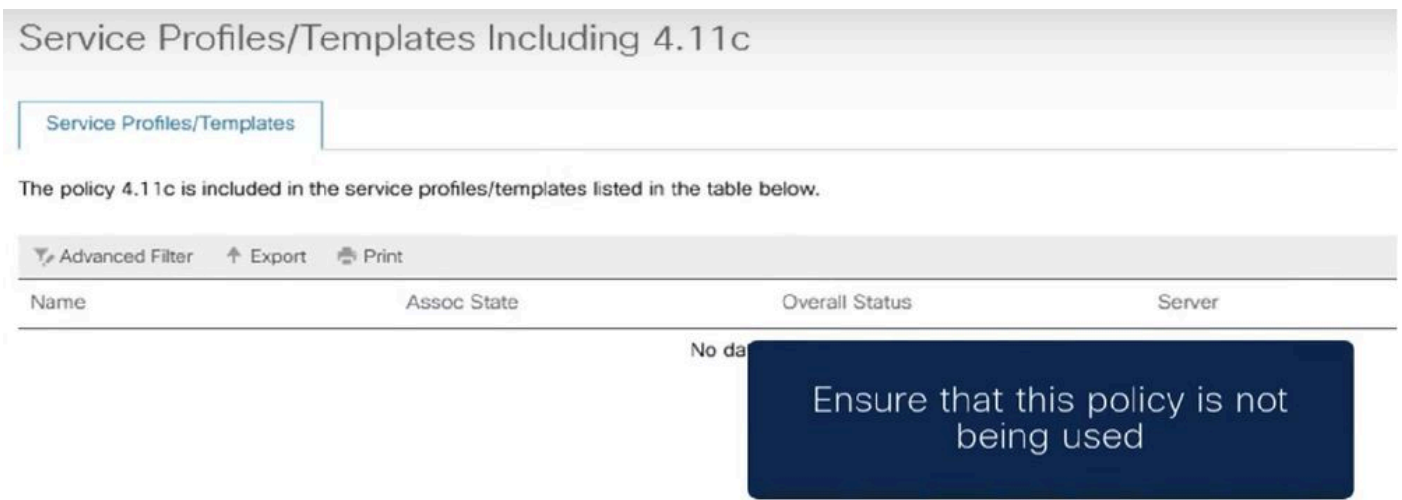 Service Profiles/Templates Including 4.11c
Service Profiles/Templates
The policy 4.11c is included in the service profiles/templates listed in the table below.
Advanced Filter Export Print
Name Assoc State Overall Status Server
No da
Ensure that this policy is not
being used